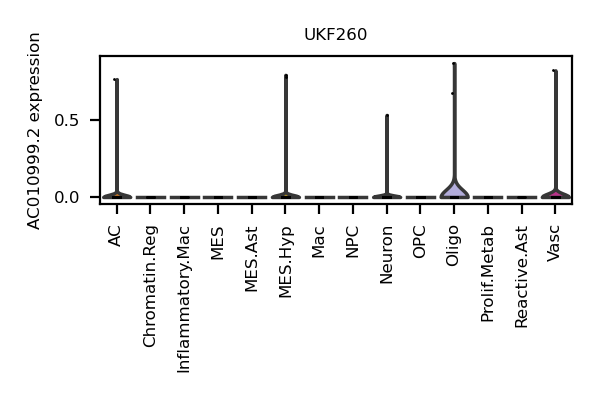 UKF260
AC010999.2 expression
0.5
0.0
AC
Chromatin.Reg
Inflammatory.Mac
MES
MES.Ast
MES.Hyp
Mac
NPC
Neuron
OPC
Oligo
Prolif.Metab
Reactive.Ast
Vasc